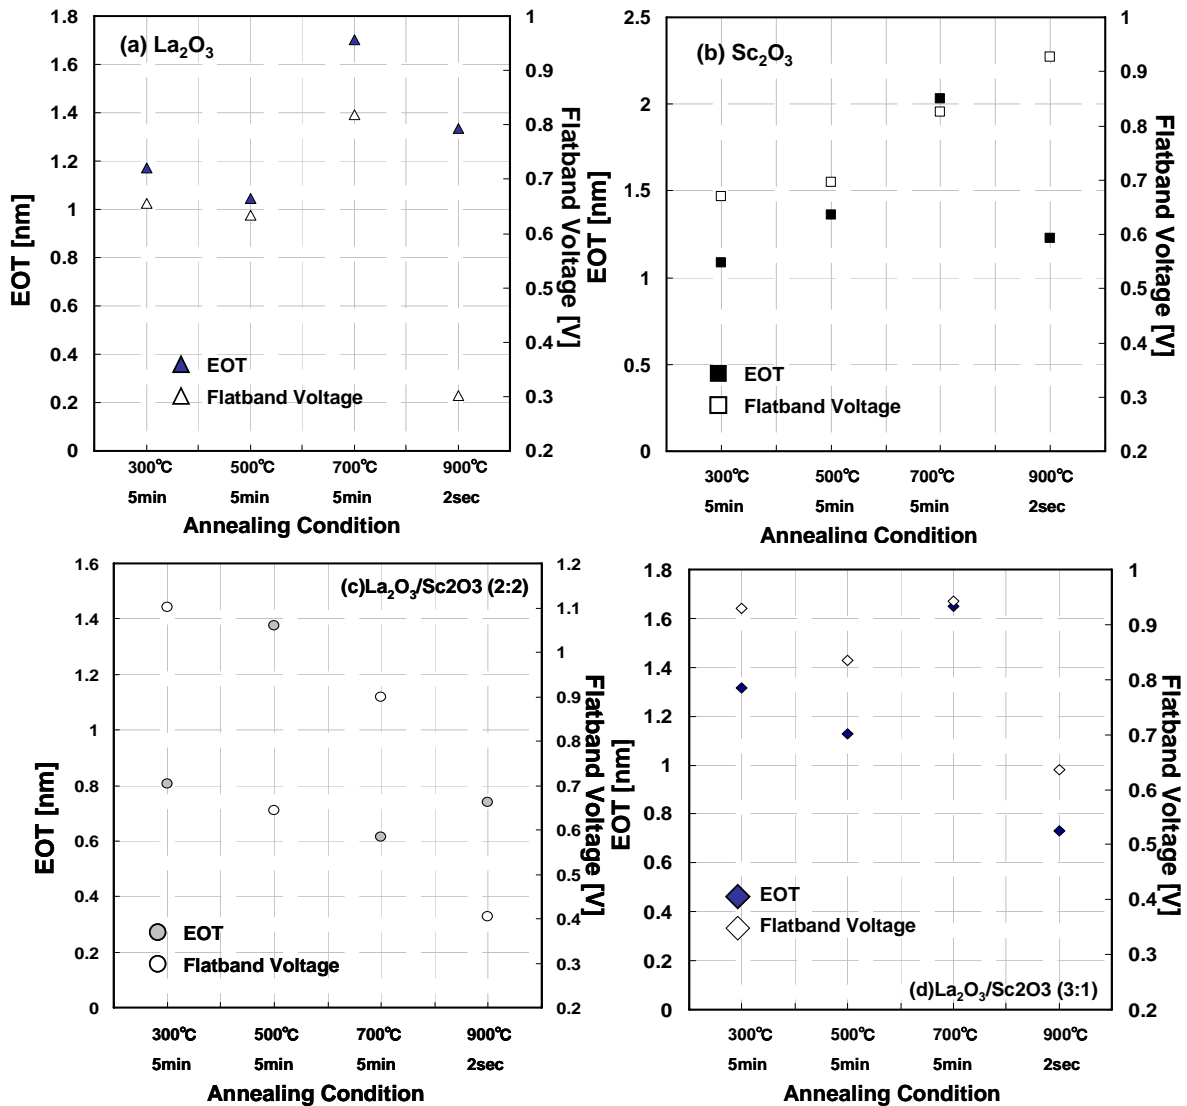 (a) La₂O₃
EOT [nm]
1.8
1.6
1.4
1.2
1
0.8
0.6
0.4
0.2
0
1
0.9
0.8
0.7
0.6
0.5
0.4
0.3
0.2
Flatband Voltage [V]
EOT
Flatband Voltage
300℃ 500℃ 700℃ 900℃
5min 5min 5min 2sec
Annealing Condition
(b) Sc₂O₃
EOT [nm]
2.5
2
1.5
1
0.5
0
1
0.9
0.8
0.7
0.6
0.5
0.4
0.3
0.2
Flatband Voltage [V]
EOT
Flatband Voltage
300℃ 500℃ 700℃ 900℃
5min 5min 5min 2sec
Annealing Condition
(c)La₂O₃/Sc2O3 (2:2)
EOT [nm]
1.6
1.4
1.2
1
0.8
0.6
0.4
0.2
0
1.2
1.1
1
0.9
0.8
0.7
0.6
0.5
0.4
0.3
0.2
Flatband Voltage [V]
EOT
Flatband Voltage
300℃ 500℃ 700℃ 900℃
5min 5min 5min 2sec
Annealing Condition
EOT [nm]
1.8
1.6
1.4
1.2
1
0.8
0.6
0.4
0.2
0
1
0.9
0.8
0.7
0.6
0.5
0.4
0.3
0.2
Flatband Voltage [V]
EOT
Flatband Voltage
(d)La₂O₃/Sc2O3 (3:1)
300℃ 500℃ 700℃ 900℃
5min 5min 5min 2sec
Annealing Condition